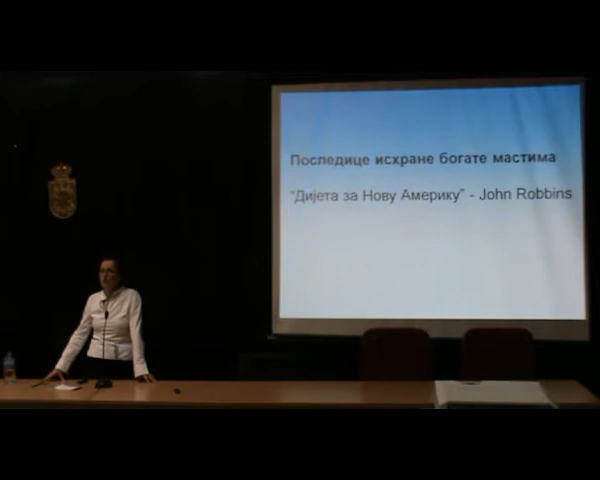 Последице исхране богате мастима
“Дијета за Нову Америку” - John Robbins